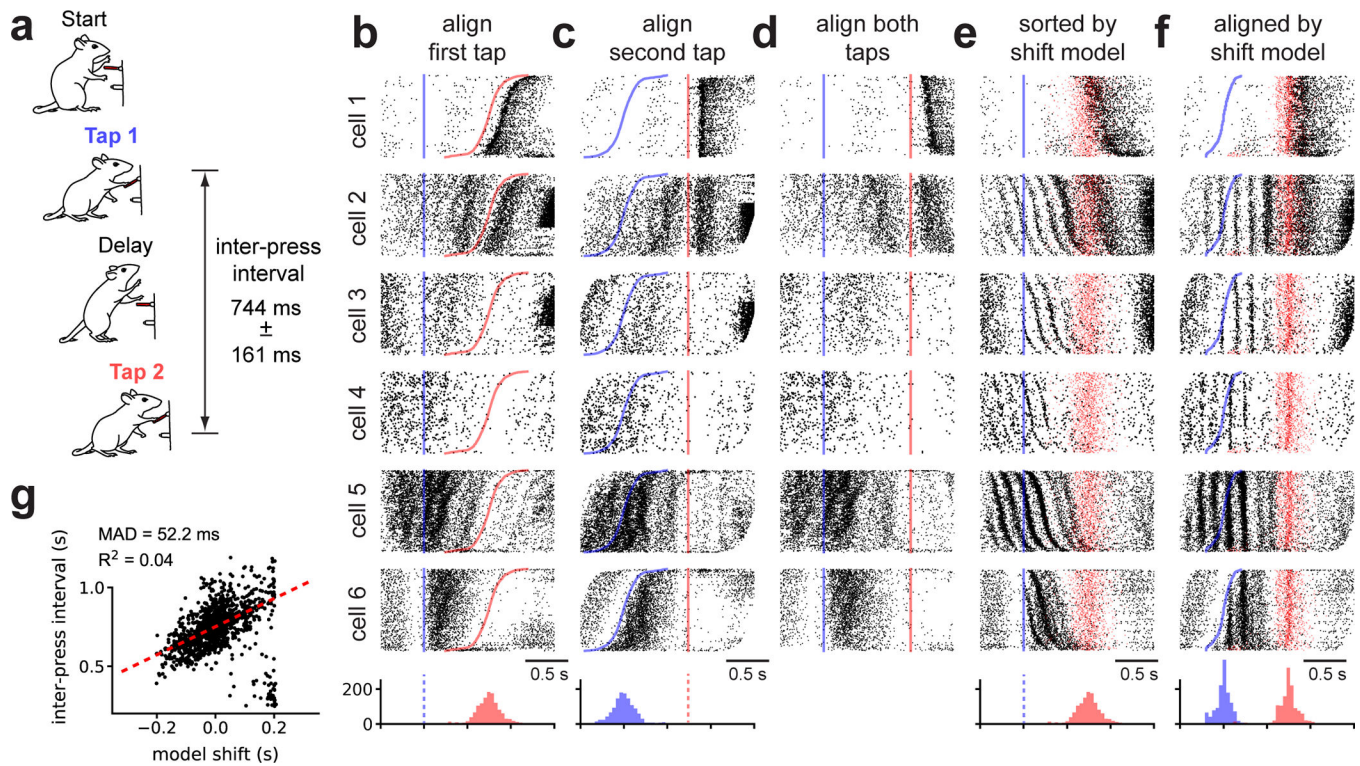 a
Start
Tap 1
Delay
Tap 2
inter-press
interval
744 ms
±
161 ms
b
align
first tap
c
align
second tap
d
align both
taps
e
sorted by
shift model
f
aligned by
shift model
cell 1
cell 2
cell 3
cell 4
cell 5
cell 6
0.5 s
0.5 s
0.5 s
0.5 s
200
0
g
MAD = 52.2 ms
R² = 0.04
inter-press interval (s)
1.0
0.5
−0.2
0.0
0.2
model shift (s)